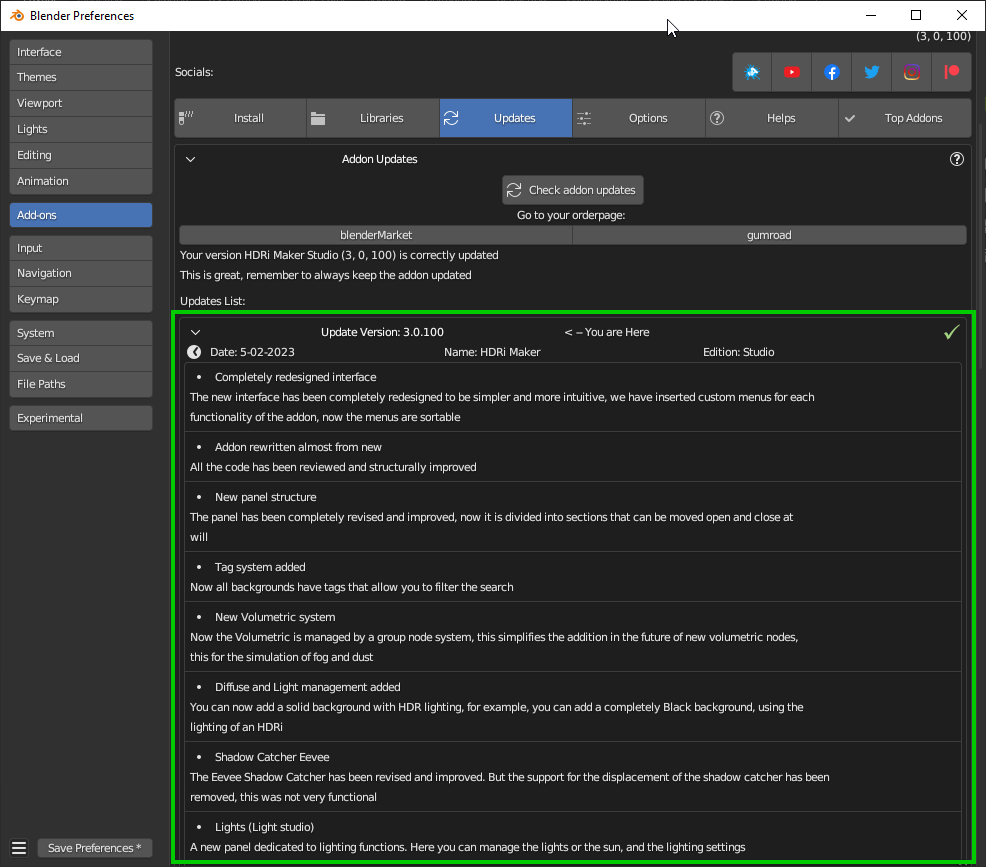 Blender Preferences
(3, 0, 100)
Interface
Themes
Viewport
Lights
Editing
Animation
Add-ons
Input
Navigation
Keymap
System
Save & Load
File Paths
Experimental
Save Preferences *
Socials:
Install
Libraries
Updates
Options
Helps
Top Addons
Addon Updates
Check addon updates
Go to your orderpage:
blenderMarket
gumroad
Your version HDRi Maker Studio (3, 0, 100) is correctly updated
This is great, remember to always keep the addon updated
Updates List:
Update Version: 3.0.100
< – You are Here
Date: 5-02-2023
Name: HDRi Maker
Edition: Studio
• Completely redesigned interface
The new interface has been completely redesigned to be simpler and more intuitive, we have inserted custom menus for each
functionality of the addon, now the menus are sortable
• Addon rewritten almost from new
All the code has been reviewed and structurally improved
• New panel structure
The panel has been completely revised and improved, now it is divided into sections that can be moved open and close at
will
• Tag system added
Now all backgrounds have tags that allow you to filter the search
• New Volumetric system
Now the Volumetric is managed by a group node system, this simplifies the addition in the future of new volumetric nodes,
this for the simulation of fog and dust
• Diffuse and Light management added
You can now add a solid background with HDR lighting, for example, you can add a completely Black background, using the
lighting of an HDRi
• Shadow Catcher Eevee
The Eevee Shadow Catcher has been revised and improved. But the support for the displacement of the shadow catcher has been
removed, this was not very functional
• Lights (Light studio)
A new panel dedicated to lighting functions. Here you can manage the lights or the sun, and the lighting settings